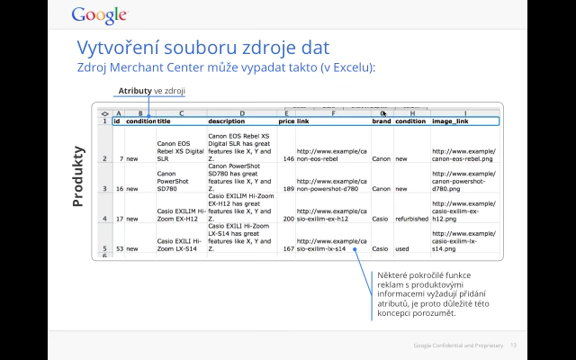 Google
Vytvoření souboru zdroje dat
Zdroj Merchant Center může vypadat takto (v Excelu):
Atributy ve zdroji
Produkty
A B C D E F G H I
1 id condition title description price link brand condition image_link
2 7 new Canon EOS Rebel XS Digital SLR Canon EOS Rebel XS Digital SLR has great features like X, Y and Z. 146 http://www.example/canon-eos-rebel Canon new http://www.example/canon-eos-rebel.png
3 16 new Canon PowerShot SD780 Canon PowerShot SD780 has great features like X, Y and Z. 189 http://www.example/canon-powershot-d780 Canon new http://www.example/canon-powershot-d780.png
4 17 new Casio EXILIM Hi-Zoom EX-H12 Casio EXILIM Hi-Zoom EX-H12 has great features like X, Y and Z. 200 http://www.example/casio-exilim-ex-h12 Casio refurbished http://www.example/casio-exilim-ex-h12.png
5 53 new Casio EXILI Hi-Zoom LX-S14 Casio EXILI Hi-Zoom LX-S14 has great features like X, Y and Z. 167 http://www.example/casio-exilim-lx-s14 Casio used http://www.example/casio-exilim-lx-s14.png
6
Některé pokročilé funkce
reklam s produktovými
informacemi vyžadují přidání
atributů, je proto důležité této
koncepci porozumět.
Google Confidential and Proprietary 13